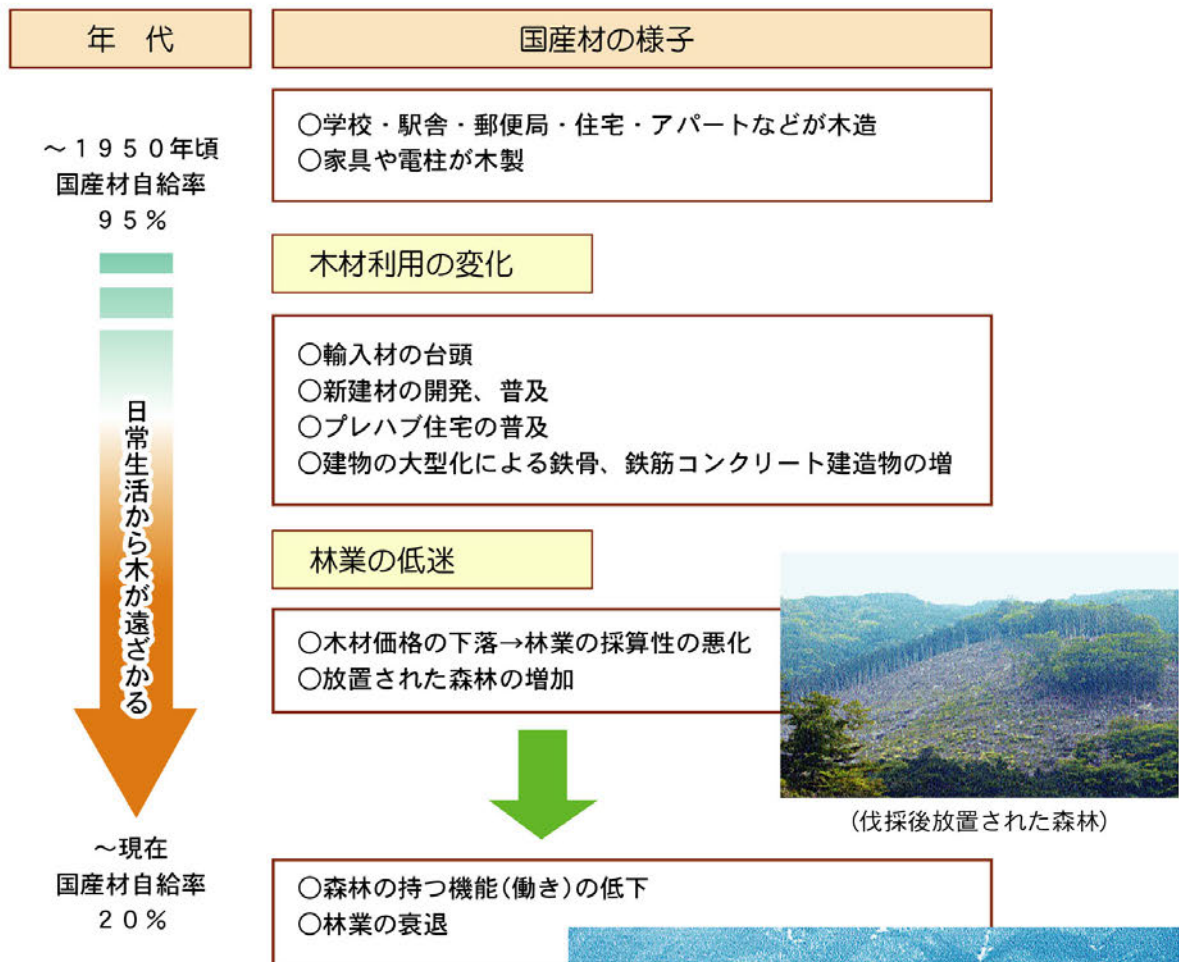 年 代
国産材の様子
～１９５０年頃
国産材自給率
９５％
○学校・駅舎・郵便局・住宅・アパートなどが木造
○家具や電柱が木製
木材利用の変化
○輸入材の台頭
○新建材の開発、普及
○プレハブ住宅の普及
○建物の大型化による鉄骨、鉄筋コンクリート建造物の増
日常生活から木が遠ざかる
林業の低迷
○木材価格の下落→林業の採算性の悪化
○放置された森林の増加
(伐採後放置された森林)
～現在
国産材自給率
２０％
○森林の持つ機能(働き)の低下
○林業の衰退